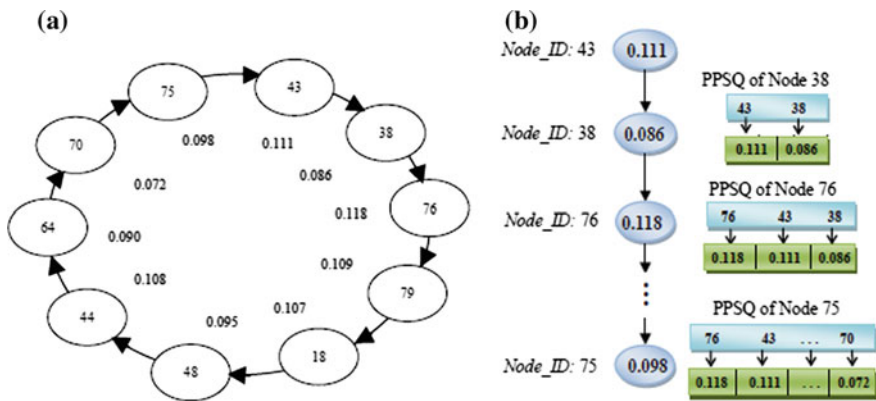 (a)
75
43
38
76
79
18
48
44
64
70
0.098
0.111
0.086
0.118
0.109
0.107
0.095
0.108
0.090
0.072
(b)
Node_ID: 43
0.111
Node_ID: 38
0.086
Node_ID: 76
0.118
Node_ID: 75
0.098
PPSQ of Node 38
43 38
0.111 0.086
PPSQ of Node 76
76 43 38
0.118 0.111 0.086
PPSQ of Node 75
76 43 ... 70
0.118 0.111 ... 0.072